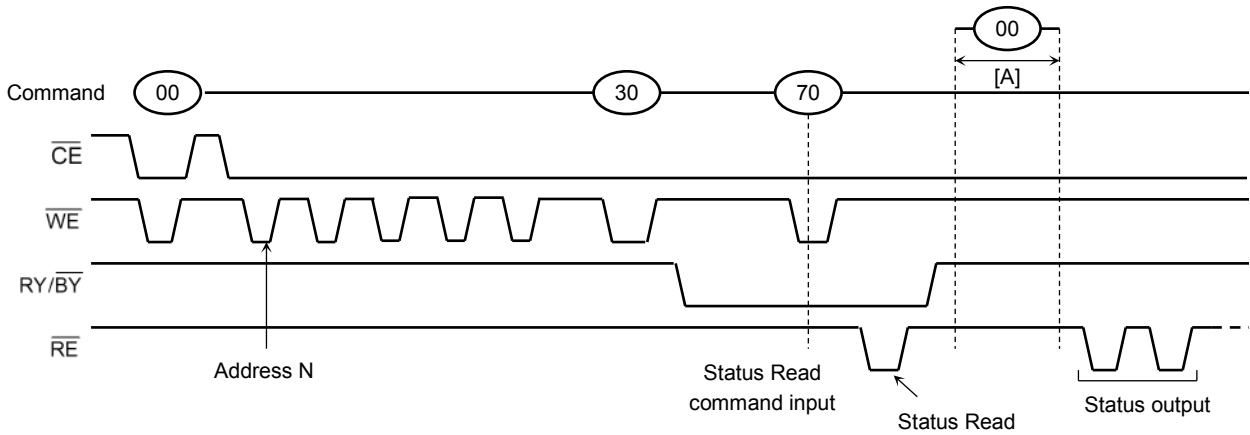 00
[A]
Command 00 30 70
CE
WE
RY/BY
RE
Address N
Status Read
command input
Status Read
Status output